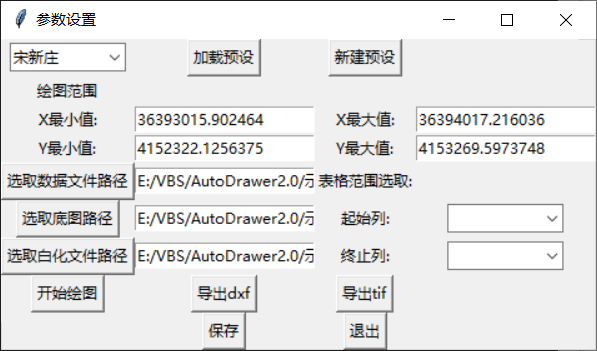 参数设置
宋新庄 加载预设 新建预设
绘图范围
X最小值: 36393015.902464 X最大值: 36394017.216036
Y最小值: 4152322.1256375 Y最大值: 4153269.5973748
选取数据文件路径 E:/VBS/AutoDrawer2.0/示 表格范围选取:
选取底图路径 E:/VBS/AutoDrawer2.0/示 起始列:
选取白化文件路径 E:/VBS/AutoDrawer2.0/示 终止列:
开始绘图 导出dxf 导出tif
保存 退出